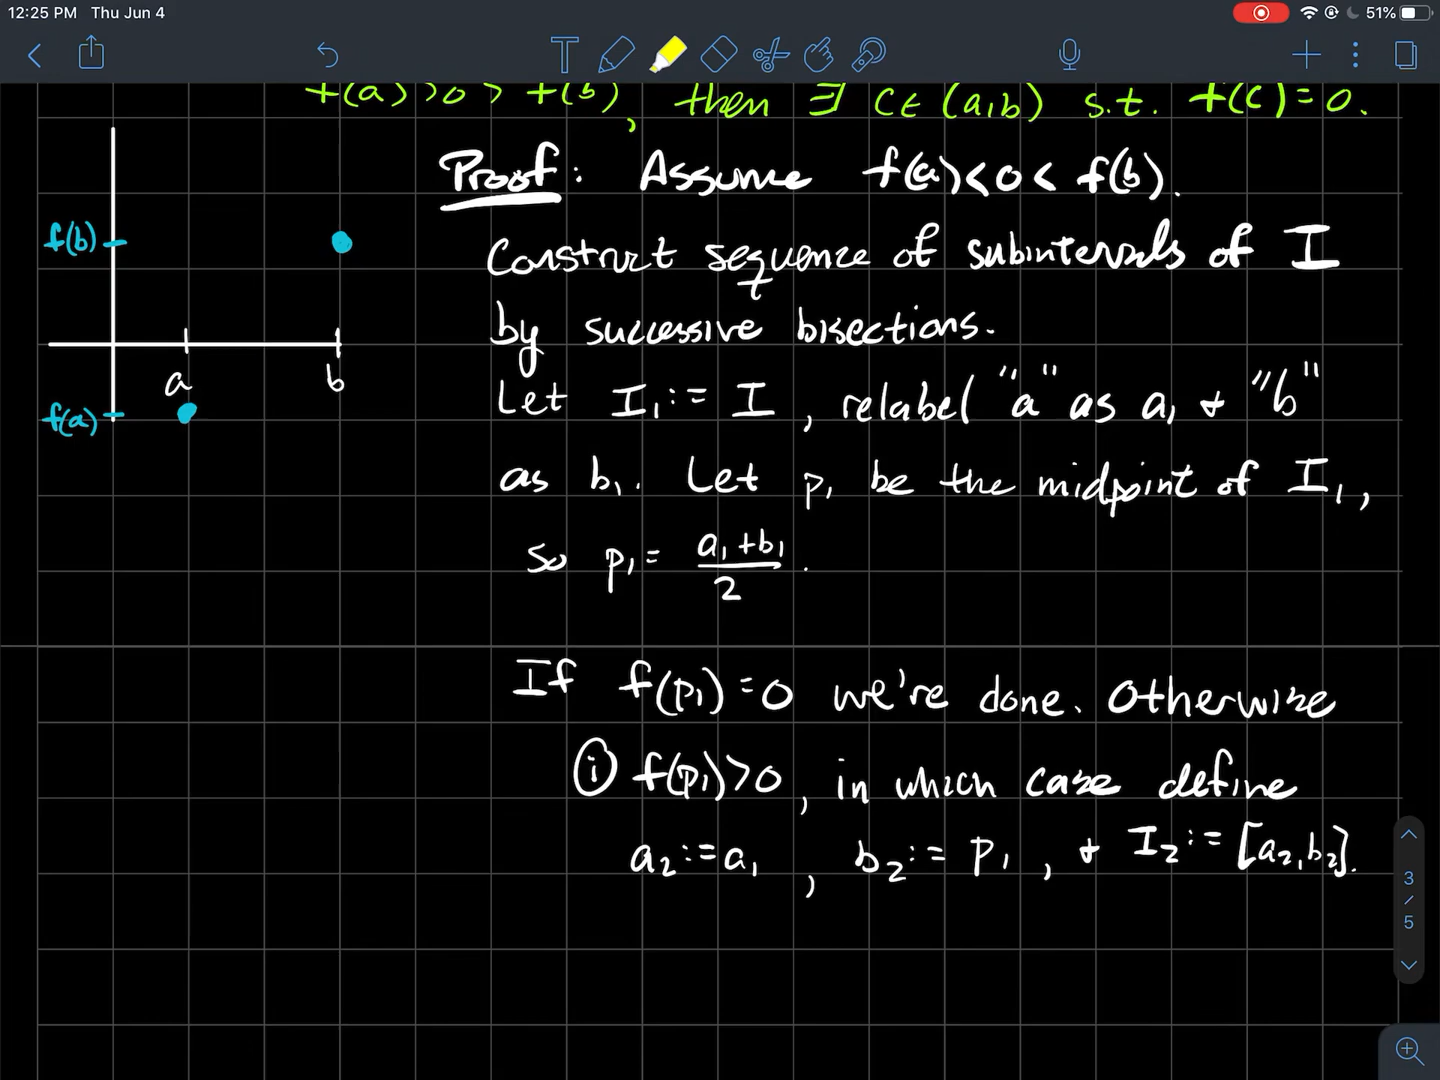 12:25 PM Thu Jun 4
51%
f(a) > 0 > f(b), then ∃ c ∈ (a,b) s.t. f(c) = 0.
Proof: Assume f(a) < 0 < f(b).
Construct sequence of subintervals of I
by successive bisections.
Let I₁ := I, relabel "a" as a₁ & "b"
as b₁. Let p₁ be the midpoint of I₁,
so p₁ = (a₁+b₁)/2.
If f(p₁) = 0 we're done. Otherwise
ⓘ f(p₁) > 0, in which case define
a₂ := a₁, b₂ := p₁, & I₂ := [a₂,b₂].
f(b)
a
b
f(a)
3
/
5